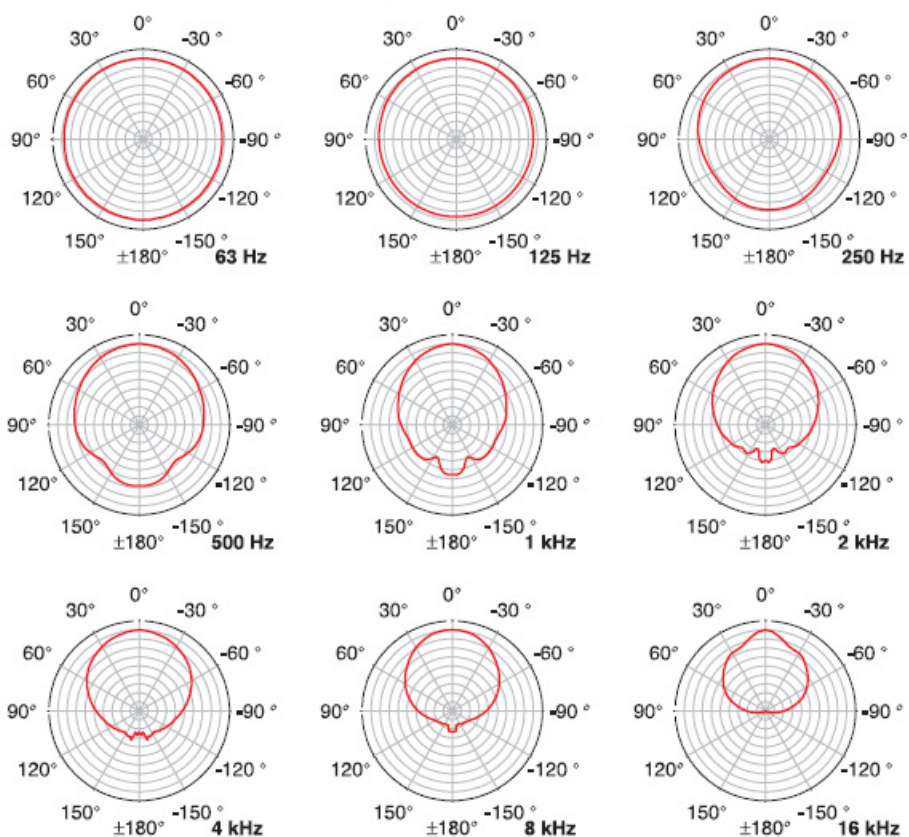 0° 0° 0°
30° -30 ° 30° -30 ° 30° -30 °
60° -60 ° 60° -60 ° 60° -60 °
90° -90 ° 90° -90 ° 90° -90 °
120° -120 ° 120° -120 ° 120° -120 °
150° -150 ° 150° -150 ° 150° -150 °
±180° 63 Hz ±180° 125 Hz ±180° 250 Hz
0° 0° 0°
30° -30 ° 30° -30 ° 30° -30 °
60° -60 ° 60° -60 ° 60° -60 °
90° -90 ° 90° -90 ° 90° -90 °
120° -120 ° 120° -120 ° 120° -120 °
150° -150 ° 150° -150 ° 150° -150 °
±180° 500 Hz ±180° 1 kHz ±180° 2 kHz
0° 0° 0°
30° -30 ° 30° -30 ° 30° -30 °
60° -60 ° 60° -60 ° 60° -60 °
90° -90 ° 90° -90 ° 90° -90 °
120° -120 ° 120° -120 ° 120° -120 °
150° -150 ° 150° -150 ° 150° -150 °
±180° 4 kHz ±180° 8 kHz ±180° 16 kHz